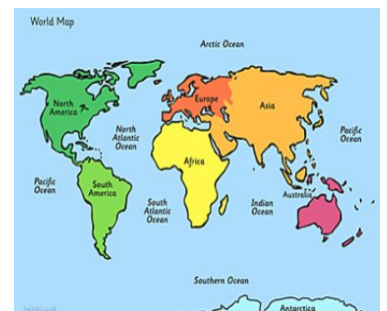 World Map
Arctic Ocean
North
America
Europe
Asia
North
Atlantic
Ocean
Pacific
Ocean
Africa
Pacific
Ocean
South
America
South
Atlantic
Ocean
Indian
Ocean
Australia
Southern Ocean
Antarctica